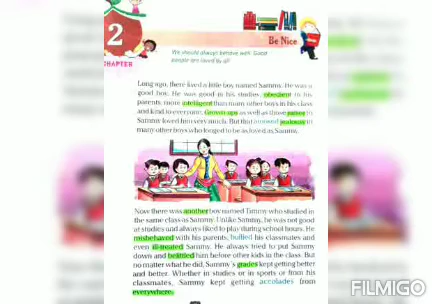 2
CHAPTER
Be Nice
We should always behave well. Good
people are loved by all
Long ago, there lived a little boy named Sammy. He was a
good boy. He was good in his studies, obedient to his
parents, more intelligent than many other boys in his class
and kind to everyone. Grown ups as well as those junior to
Sammy loved him very much. But that aroused jealousy in
many other boys who longed to be as loved as Sammy.
Now there was another boy named Timmy who studied in
the same class as Sammy. Unlike Sammy, he was not good
at studies and always liked to play during school hours. He
misbehaved with his parents, bullied his classmates and
even ill-treated Sammy. He always tried to put Sammy
down and belittled him before other kids in the class. But
no matter what he did, Sammy's grades kept getting better
and better. Whether in studies or in sports or from his
classmates, Sammy kept getting accolades from
everywhere.
FILMIGO